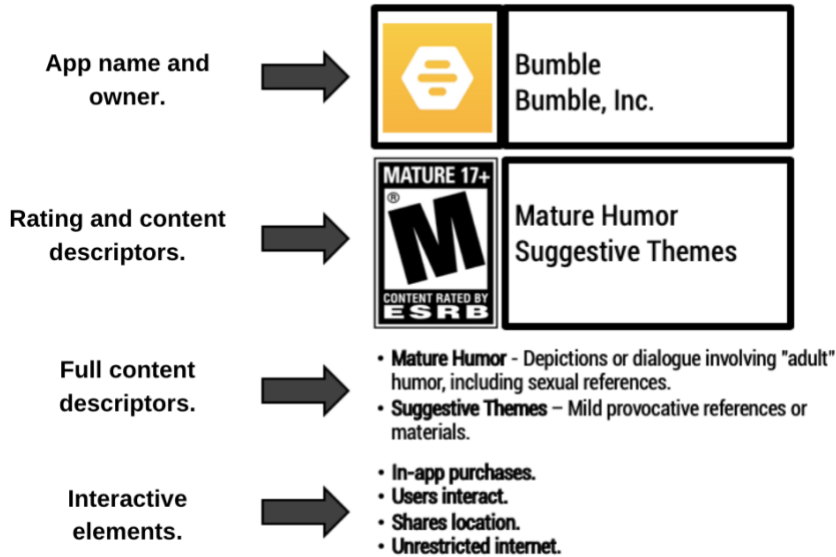 App name and
owner.
Bumble
Bumble, Inc.
Rating and content
descriptors.
MATURE 17+
®
M
CONTENT RATED BY
ESRB
Mature Humor
Suggestive Themes
Full content
descriptors.
• Mature Humor - Depictions or dialogue involving "adult"
humor, including sexual references.
• Suggestive Themes – Mild provocative references or
materials.
Interactive
elements.
• In-app purchases.
• Users interact.
• Shares location.
• Unrestricted internet.